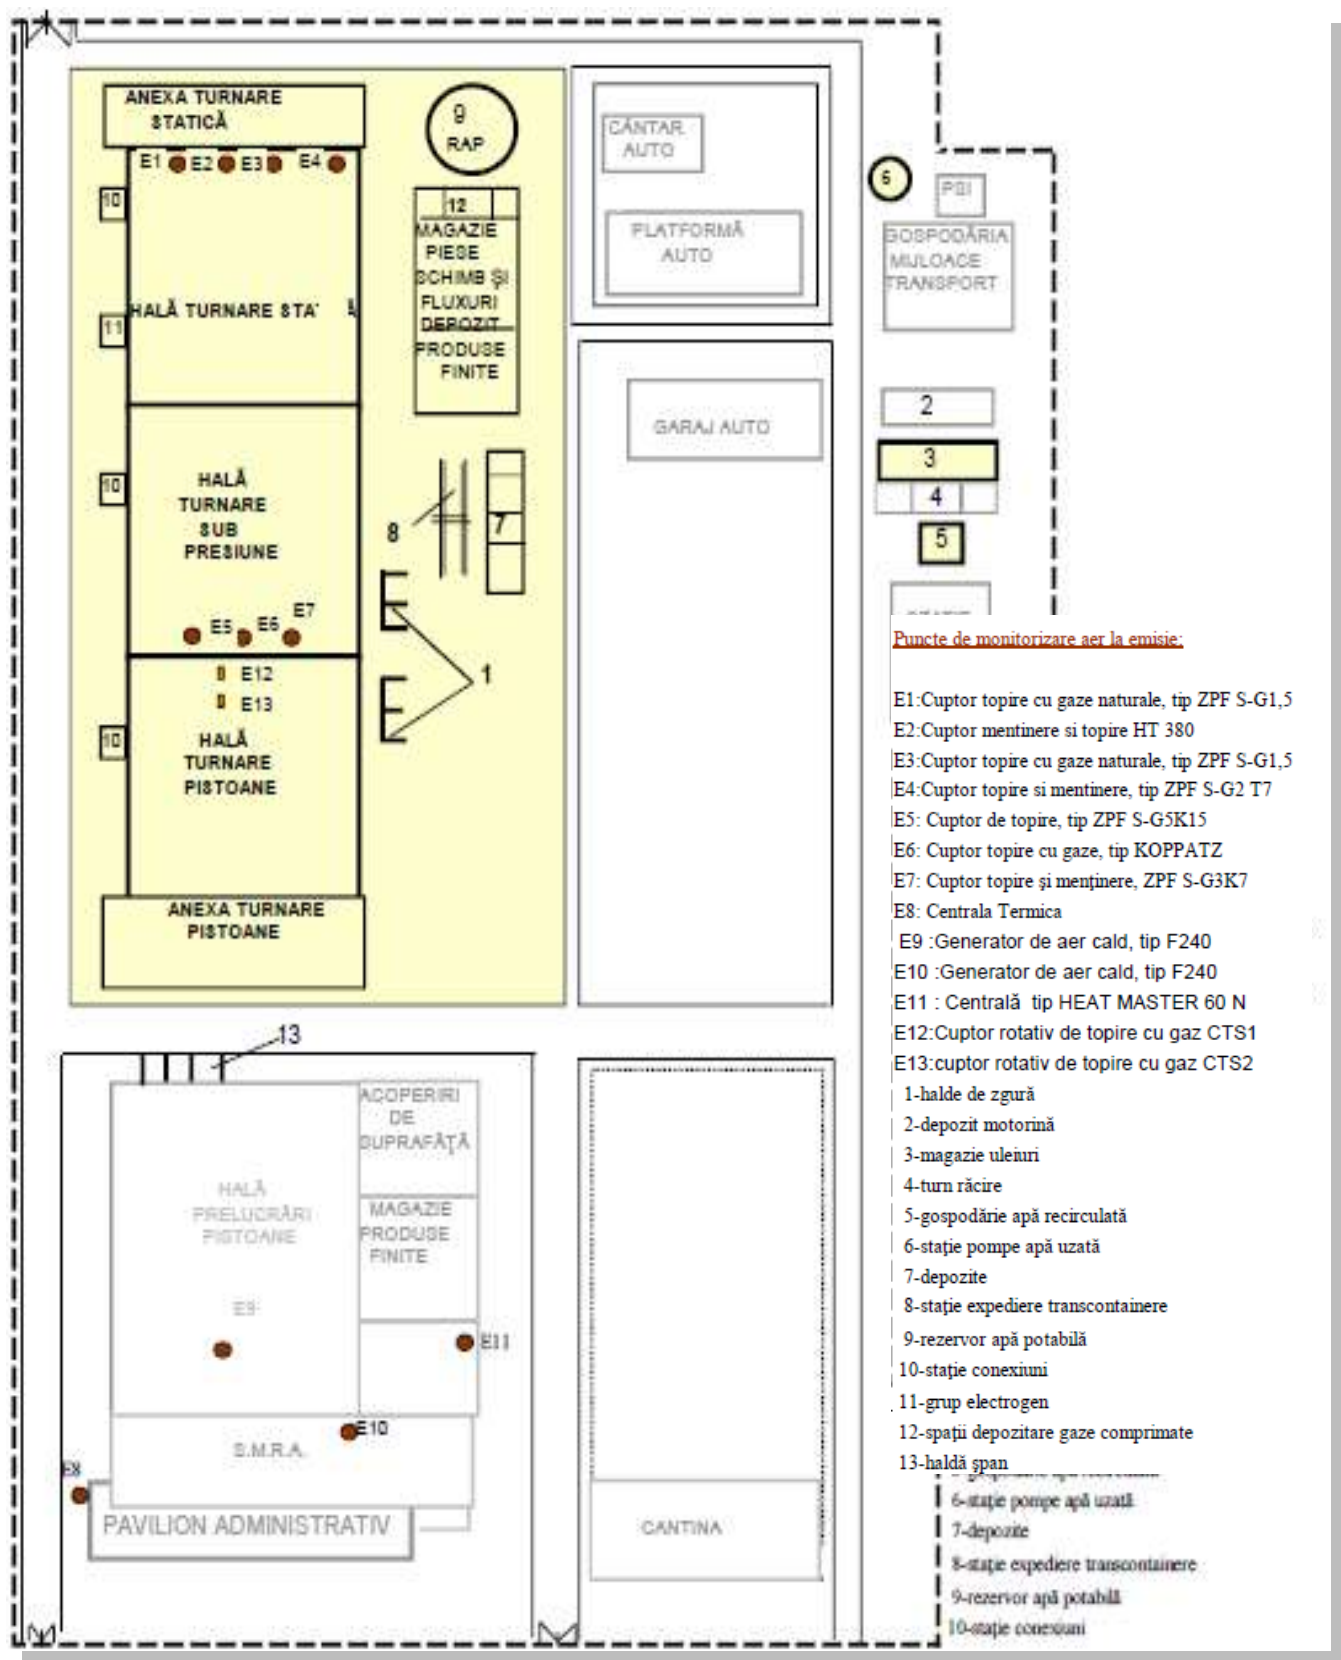 ANEXA TURNARE
STATICĂ
E1 E2 E3 E4
10
HALĂ TURNARE STA
11
HALĂ
TURNARE
SUB
PRESIUNE
10
E5 E6 E7
E12
E13
HALĂ
TURNARE
PISTOANE
10
ANEXA TURNARE
PISTOANE
9
RAP
12
MAGAZIE
PIESE
SCHIMB ŞI
FLUXURI
DEPOZIT
PRODUSE
FINITE
8
7
1
CÂNTAR
AUTO
PLATFORMĂ
AUTO
GARAJ AUTO
6
PSI
GOSPODĂRIA
MIJLOACE
TRANSPORT
2
3
4
5
13
ACOPERIRI
DE
SUPRAFAŢĂ
HALĂ
PRELUCRĂRI
PISTOANE
MAGAZIE
PRODUSE
FINITE
E9
E11
E10
S.M.R.A.
E8
PAVILION ADMINISTRATIV
CANTINA
Puncte de monitorizare aer la emisie:
E1:Cuptor topire cu gaze naturale, tip ZPF S-G1,5
E2:Cuptor mentinere si topire HT 380
E3:Cuptor topire cu gaze naturale, tip ZPF S-G1,5
E4:Cuptor topire si mentinere, tip ZPF S-G2 T7
E5: Cuptor de topire, tip ZPF S-G5K15
E6: Cuptor topire cu gaze, tip KOPPATZ
E7: Cuptor topire şi menţinere, ZPF S-G3K7
E8: Centrala Termica
E9 :Generator de aer cald, tip F240
E10 :Generator de aer cald, tip F240
E11 : Centrală tip HEAT MASTER 60 N
E12:Cuptor rotativ de topire cu gaz CTS1
E13:cuptor rotativ de topire cu gaz CTS2
1-halde de zgură
2-depozit motorină
3-magazie uleiuri
4-turn răcire
5-gospodărie apă recirculată
6-staţie pompe apă uzată
7-depozite
8-staţie expediere transcontainere
9-rezervor apă potabilă
10-staţie conexiuni
11-grup electrogen
12-spaţii depozitare gaze comprimate
13-haldă şpan
6-staţie pompe apă uzată
7-depozite
8-staţie expediere transcontainere
9-rezervor apă potabilă
10-staţie conexiuni